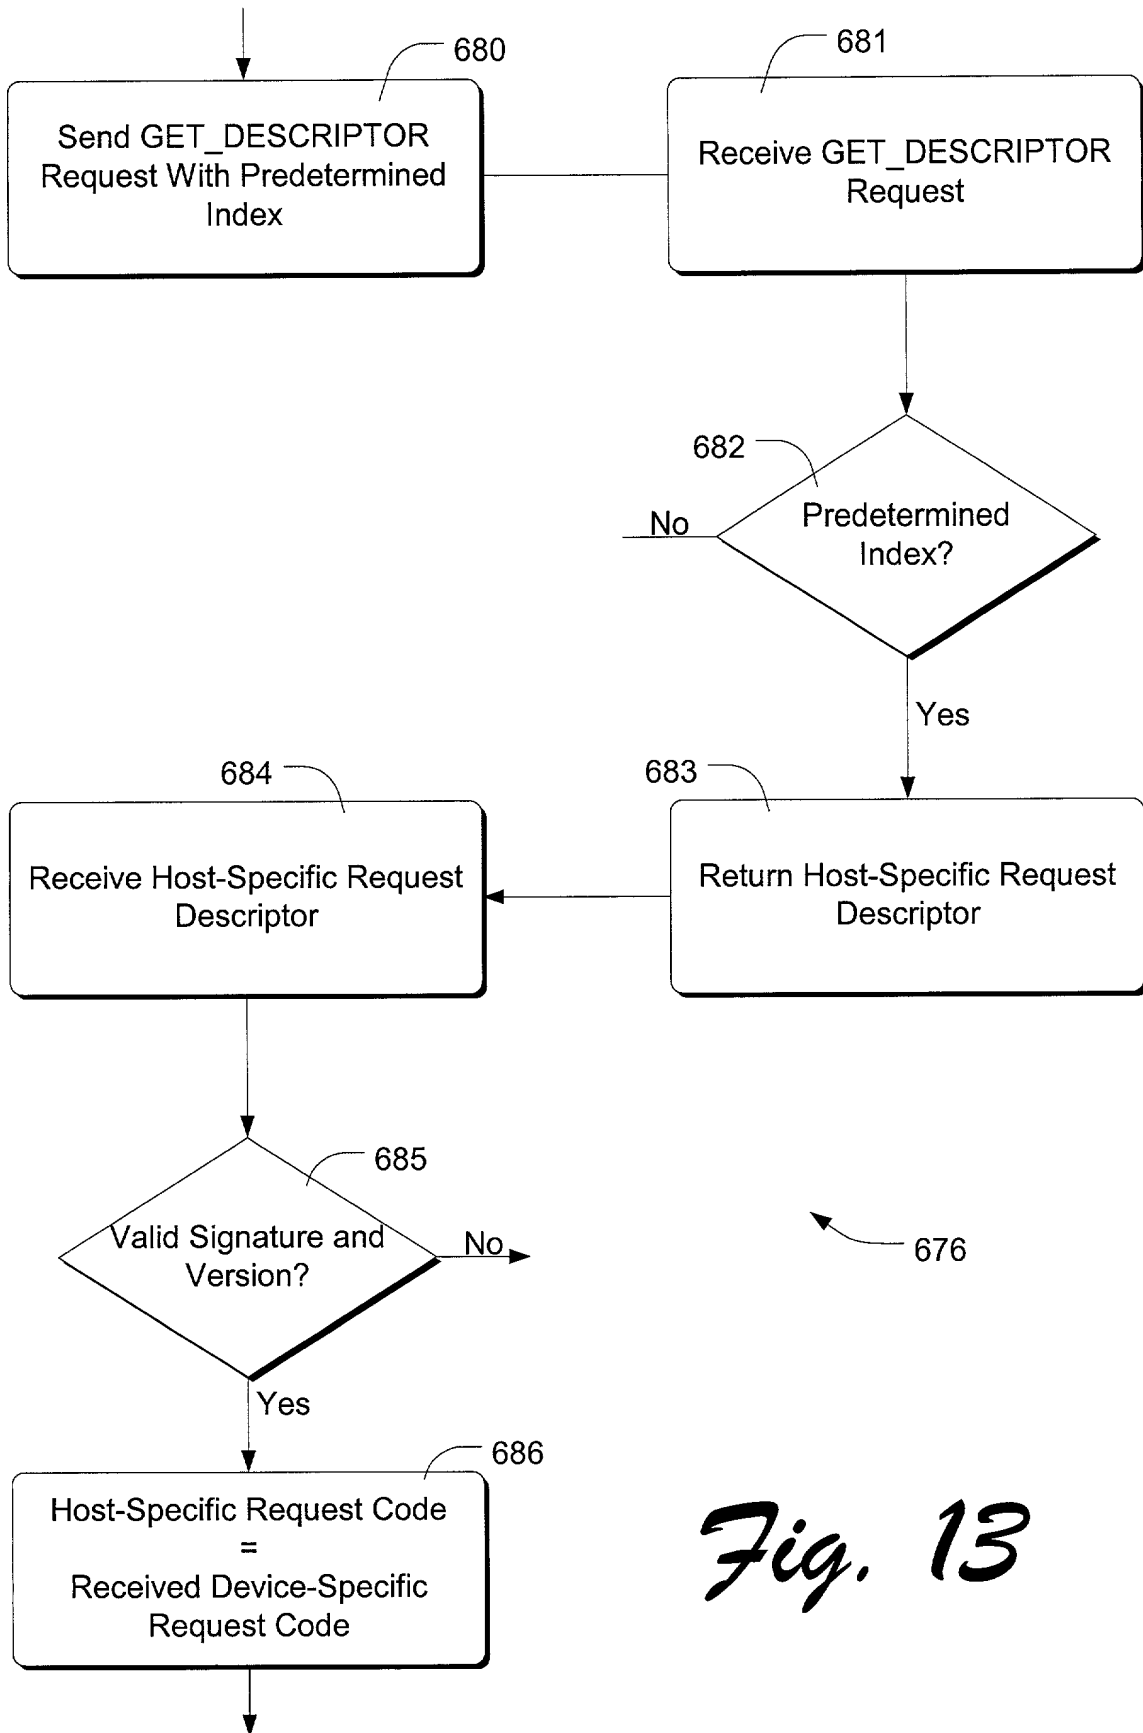 680
Send GET_DESCRIPTOR
Request With Predetermined
Index
681
Receive GET_DESCRIPTOR
Request
682
No
Predetermined
Index?
Yes
684
Receive Host-Specific Request
Descriptor
683
Return Host-Specific Request
Descriptor
685
Valid Signature and
Version?
No
676
Yes
686
Host-Specific Request Code
=
Received Device-Specific
Request Code
Fig. 13